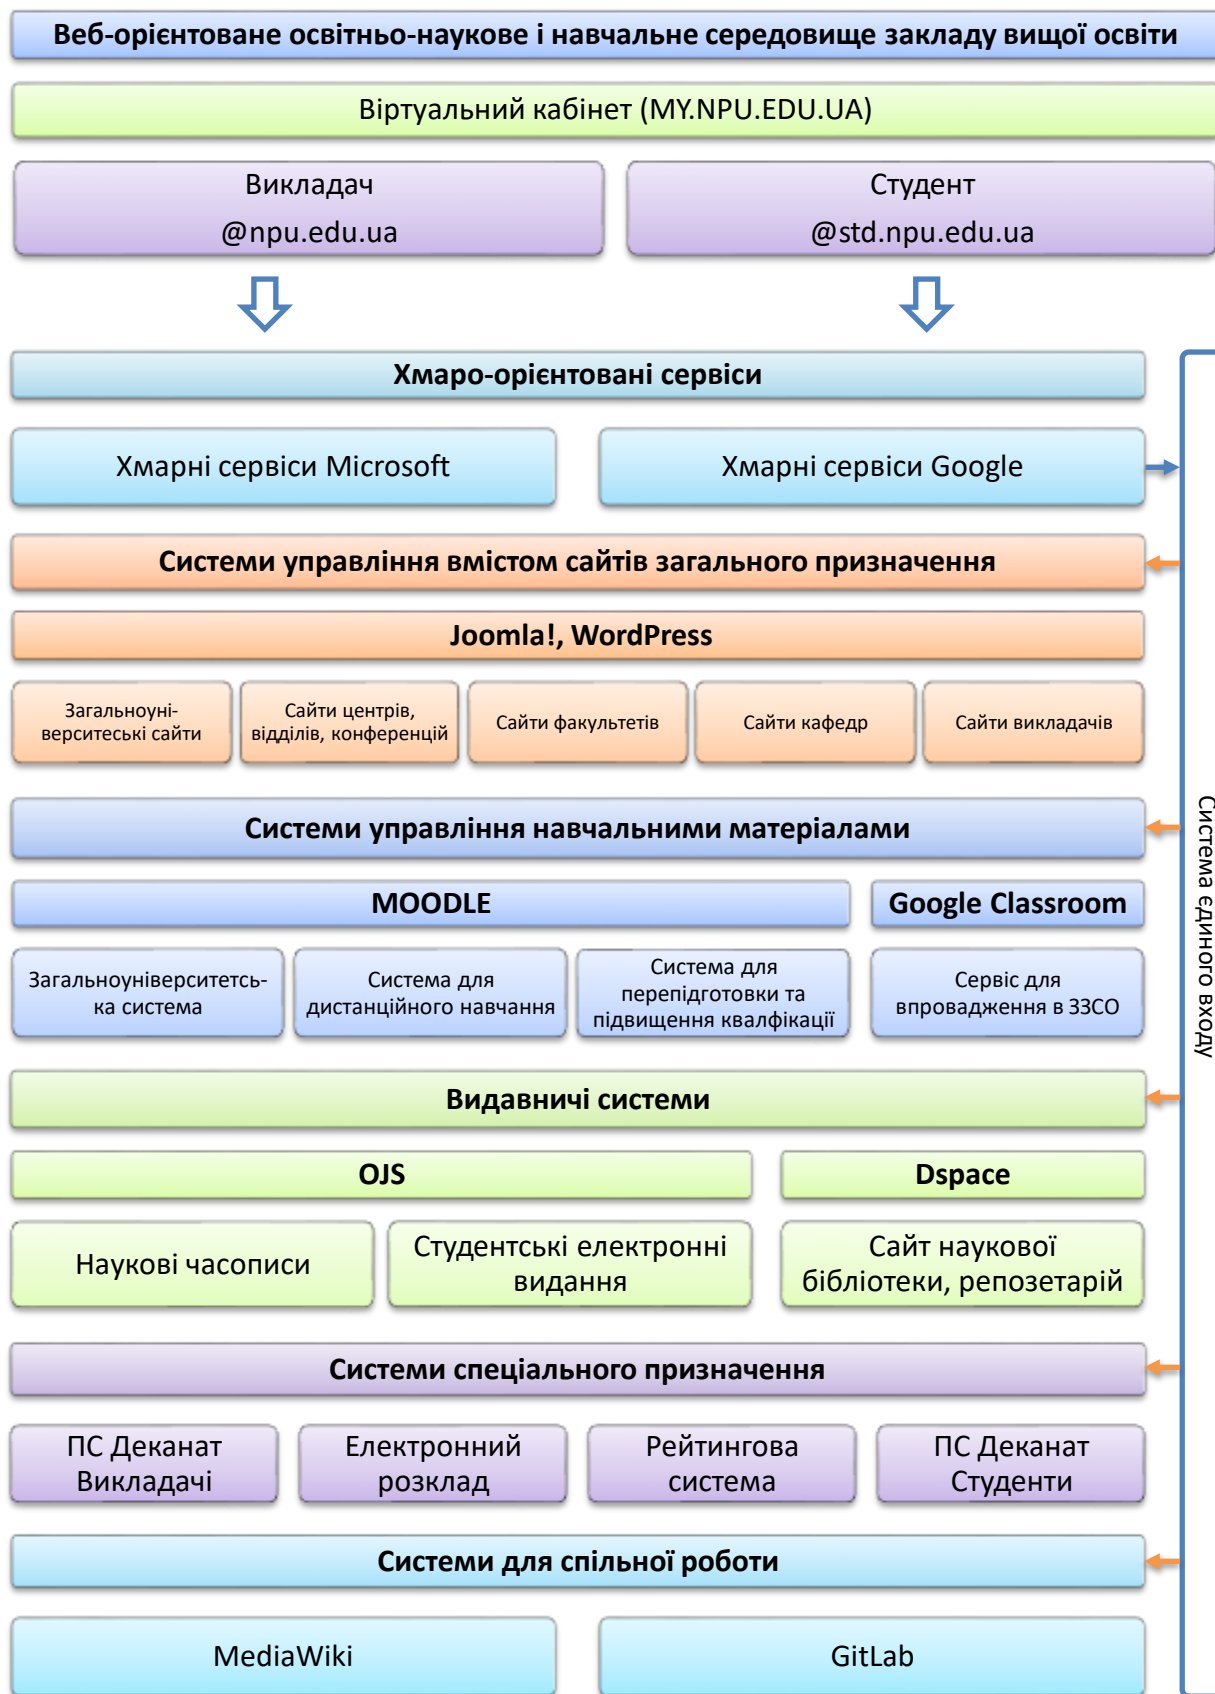 Веб-орієнтоване освітньо-наукове і навчальне середовище закладу вищої освіти
Віртуальний кабінет (MY.NPU.EDU.UA)
Викладач
@npu.edu.ua
Студент
@std.npu.edu.ua
Хмаро-орієнтовані сервіси
Хмарні сервіси Microsoft
Хмарні сервіси Google
Системи управління вмістом сайтів загального призначення
Joomla!, WordPress
Загальноуні-
верситеські сайти
Сайти центрів,
відділів, конференцій
Сайти факультетів
Сайти кафедр
Сайти викладачів
Системи управління навчальними матеріалами
MOODLE
Google Classroom
Загальноуніверситетсь-
ка система
Система для
дистанційного навчання
Система для
перепідготовки та
підвищення квалфікації
Сервіс для
впровадження в ЗЗСО
Видавничі системи
OJS
Dspace
Наукові часописи
Студентські електронні
видання
Сайт наукової
бібліотеки, репозетарій
Системи спеціального призначення
ПС Деканат
Викладачі
Електронний
розклад
Рейтингова
система
ПС Деканат
Студенти
Системи для спільної роботи
MediaWiki
GitLab
Система єдиного входу